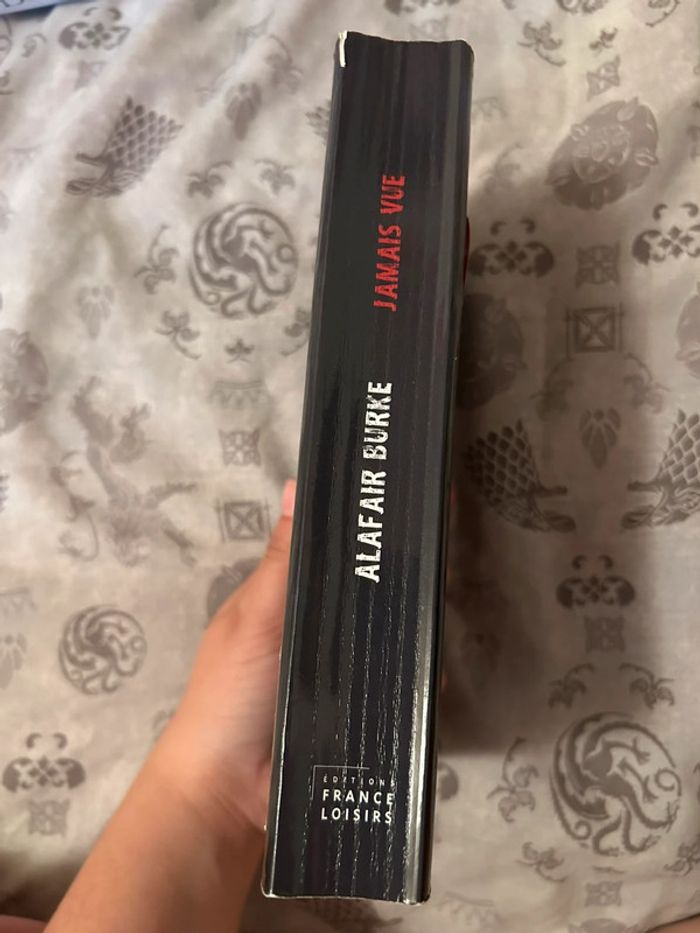 JAMAIS VUE
ALAFAIR BURKE
ÉDITIONS
FRANCE
LOISIRS